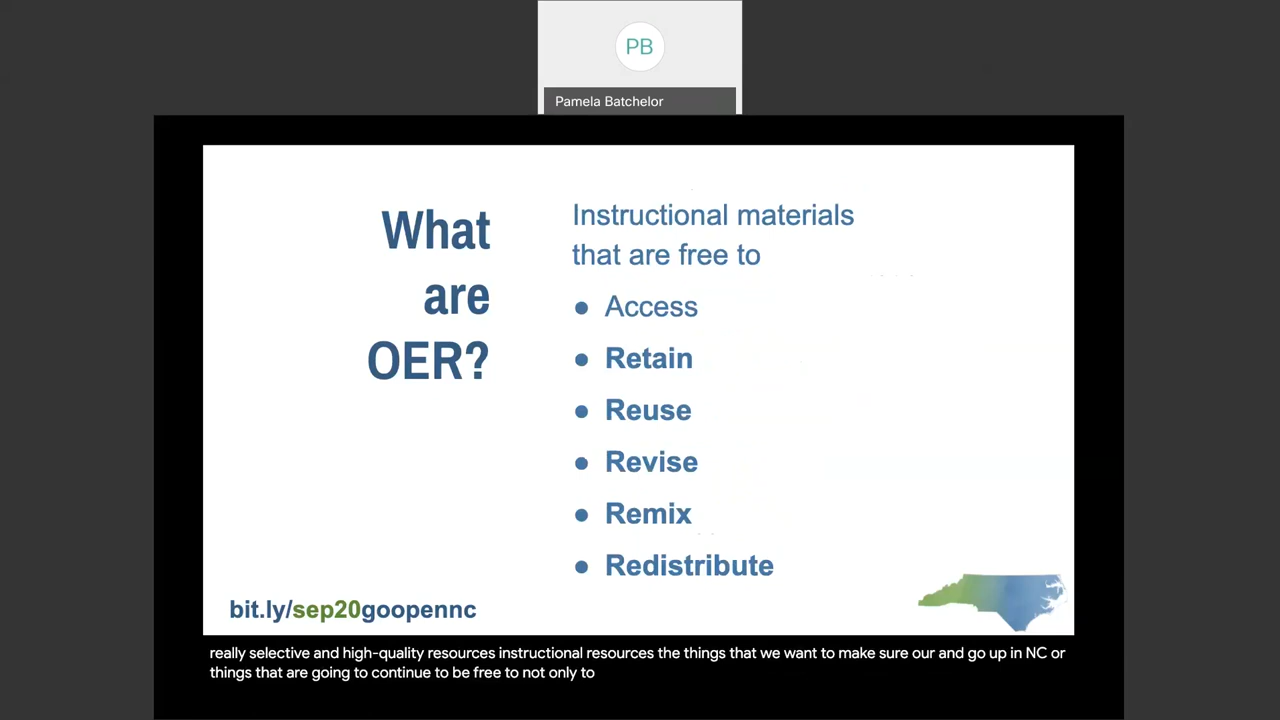 PB
Pamela Batchelor
What
are
OER?
Instructional materials
that are free to
● Access
● Retain
● Reuse
● Revise
● Remix
● Redistribute
bit.ly/sep20goopennc
really selective and high-quality resources instructional resources the things that we want to make sure our and go up in NC or
things that are going to continue to be free to not only to